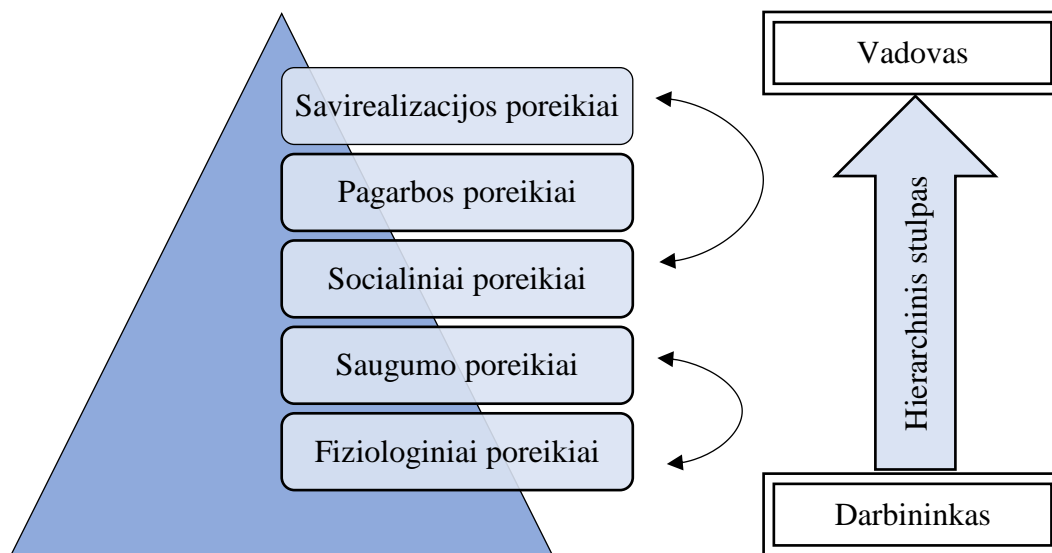 Savirealizacijos poreikiai
Pagarbos poreikiai
Socialiniai poreikiai
Saugumo poreikiai
Fiziologiniai poreikiai
Vadovas
Hierarchinis stulpas
Darbininkas